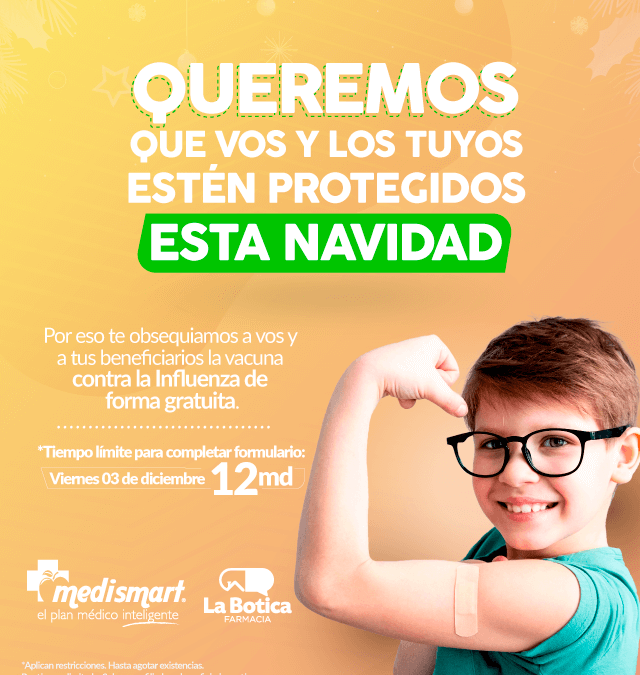 QUEREMOS
QUE VOS Y LOS TUYOS
ESTÉN PROTEGIDOS
ESTA NAVIDAD
Por eso te obsequiamos a vos y
a tus beneficiarios la vacuna
contra la Influenza de
forma gratuita.
*Tiempo límite para completar formulario:
Viernes 03 de diciembre 12md
medismart®
el plan médico inteligente
La Botica
FARMACIA
*Aplican restricciones. Hasta agotar existencias.